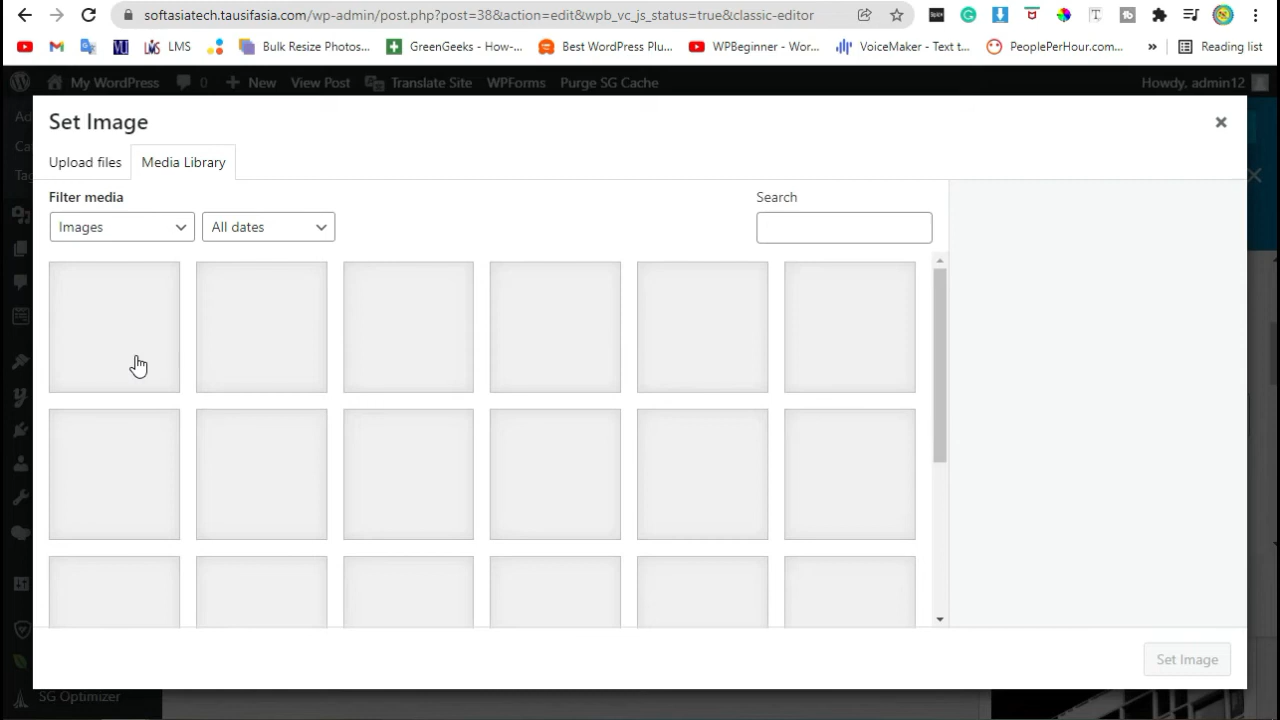 softasiatech.tausifasia.com/wp-admin/post.php?post=38&action=edit&wpb_vc_js_status=true&classic-editor
LMS
Bulk Resize Photos...
GreenGeeks - How-...
Best WordPress Plu...
WPBeginner - Wor...
VoiceMaker - Text t...
PeoplePerHour.com...
»
Reading list
My WordPress
0
New
View Post
Translate Site
WPForms
Purge SG Cache
Howdy, admin12
Set Image
Upload files
Media Library
Filter media
Search
Images
All dates
Set Image
SG Optimizer